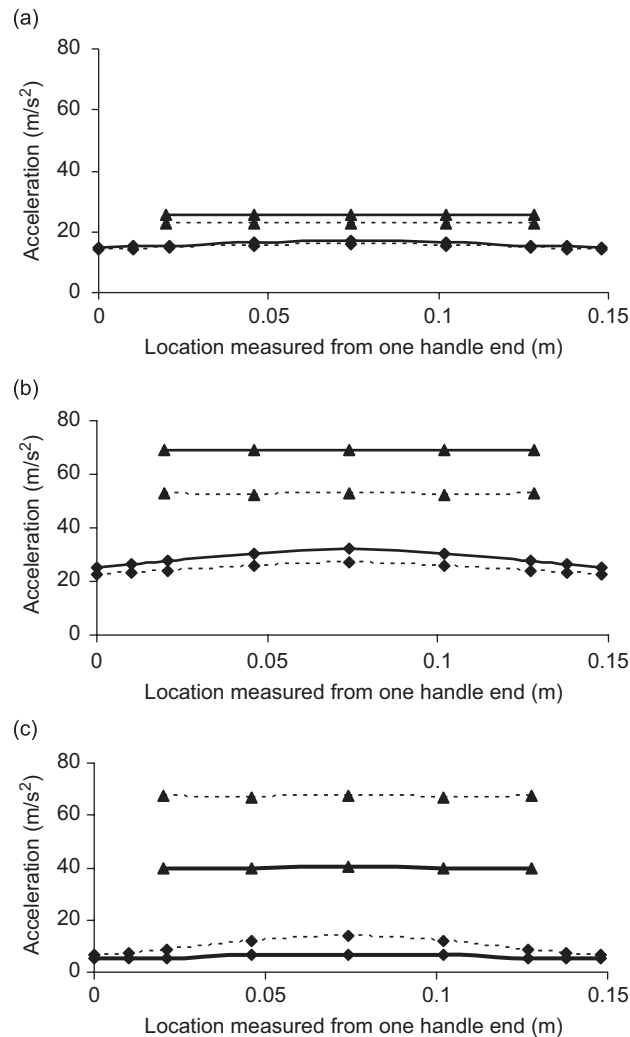 (a)
80
60
40
20
0
Acceleration (m/s²)
0 0.05 0.1 0.15
Location measured from one handle end (m)
(b)
80
60
40
20
0
Acceleration (m/s²)
0 0.05 0.1 0.15
Location measured from one handle end (m)
(c)
80
60
40
20
0
Acceleration (m/s²)
0 0.05 0.1 0.15
Location measured from one handle end (m)